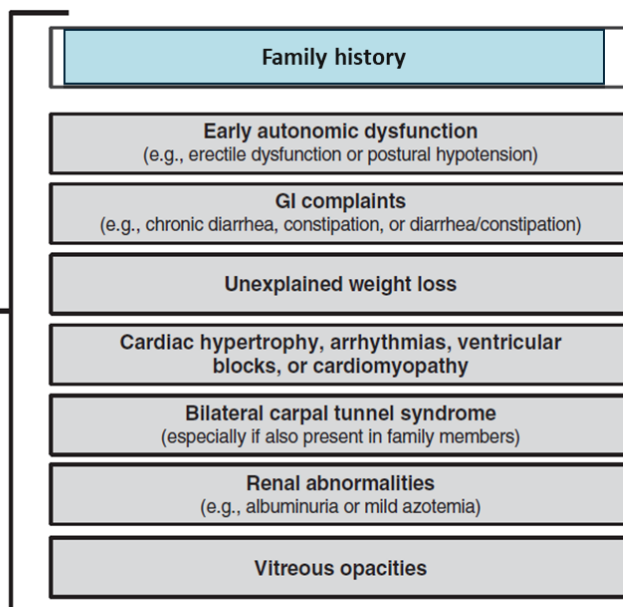 Family history
Early autonomic dysfunction
(e.g., erectile dysfunction or postural hypotension)
GI complaints
(e.g., chronic diarrhea, constipation, or diarrhea/constipation)
Unexplained weight loss
Cardiac hypertrophy, arrhythmias, ventricular
blocks, or cardiomyopathy
Bilateral carpal tunnel syndrome
(especially if also present in family members)
Renal abnormalities
(e.g., albuminuria or mild azotemia)
Vitreous opacities